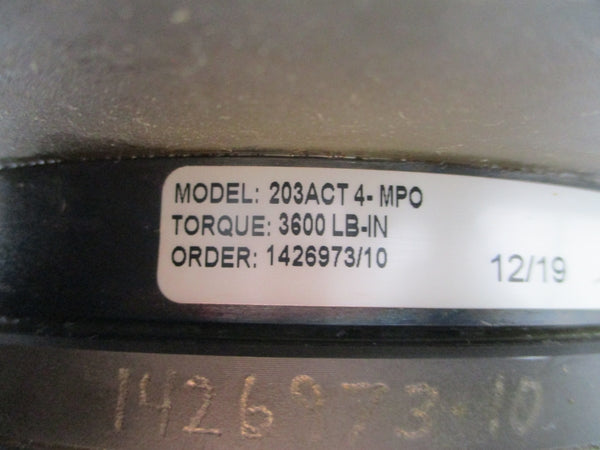 MODEL: 203ACT 4- MPO
TORQUE: 3600 LB-IN
ORDER: 1426973/10
12/19
1426973-10